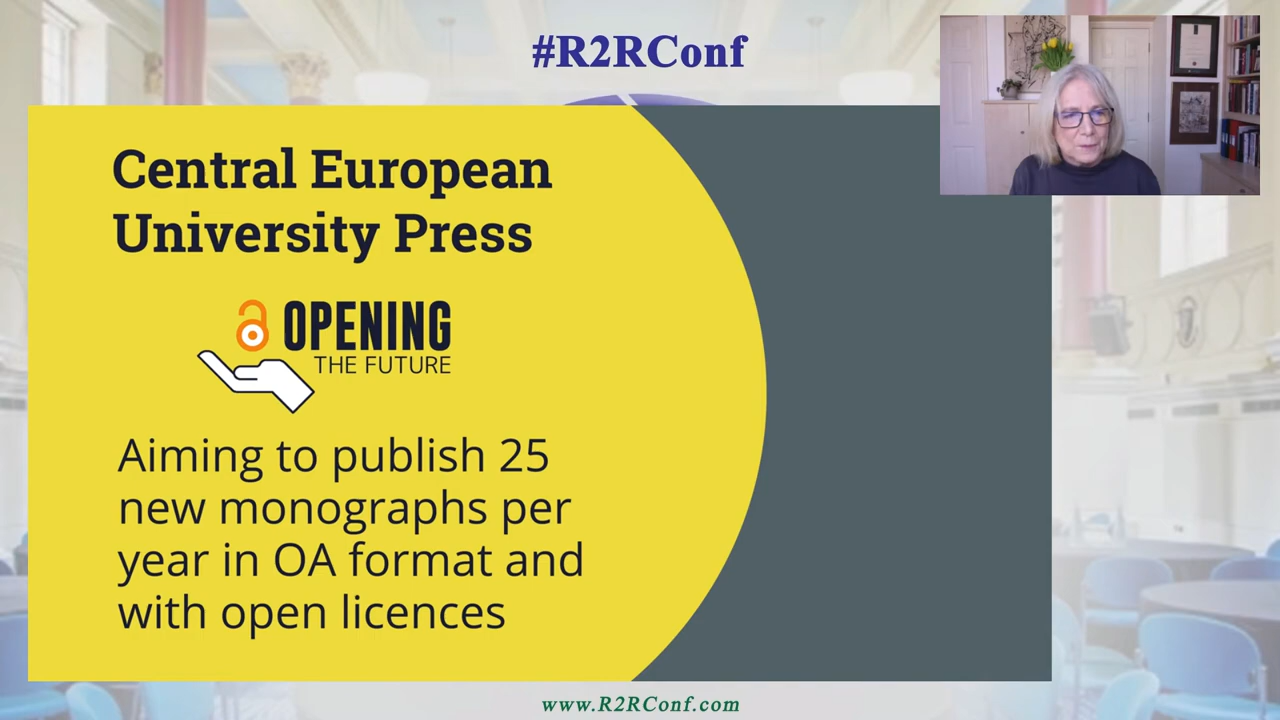 #R2RConf
Central European
University Press
OPENING
THE FUTURE
Aiming to publish 25
new monographs per
year in OA format and
with open licences
www.R2RConf.com